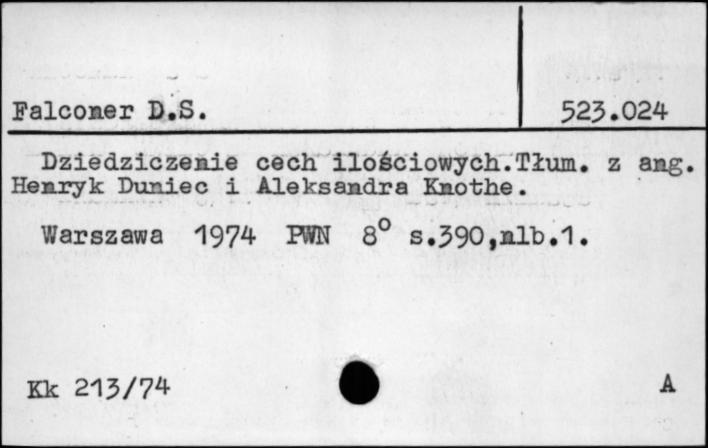 Falconer D.S. 523.024
Dziedziczenie cech ilościowych.Tłum. z ang.
Henryk Duniec i Aleksandra Knothe.
Warszawa 1974 PWN 8° s.390,nlb.1.
Kk 213/74 A